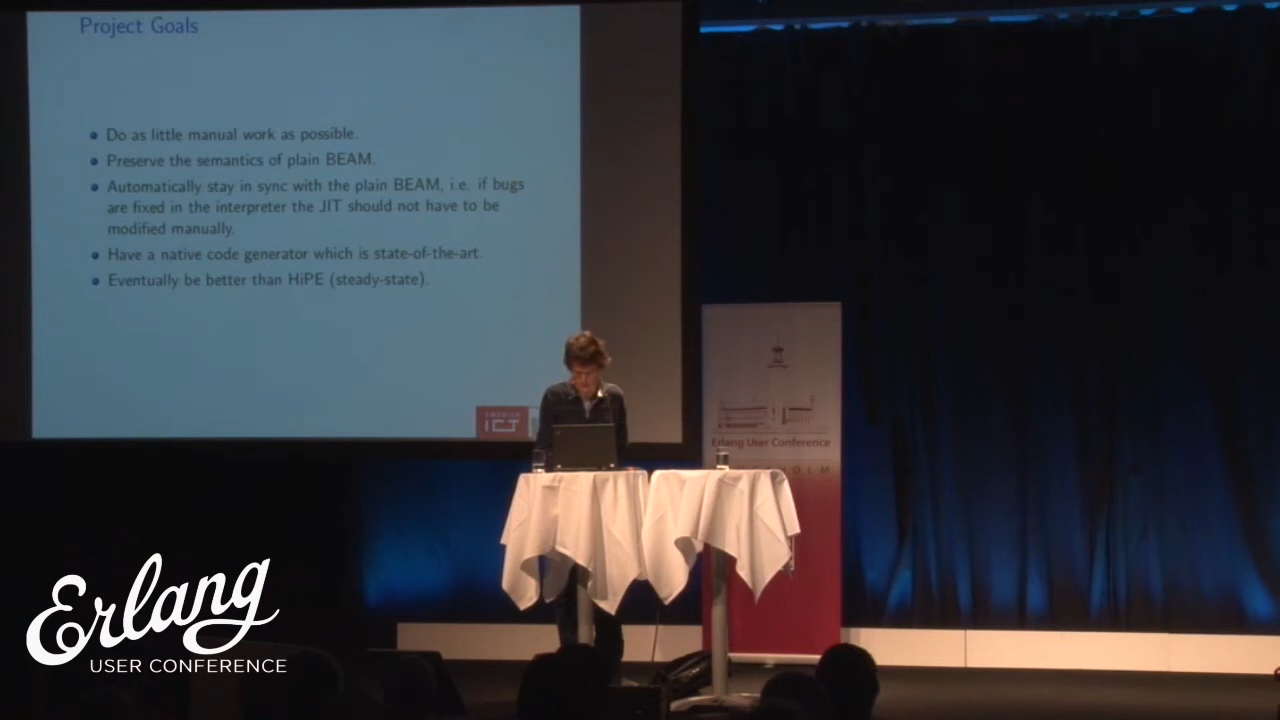 Project Goals
Do as little manual work as possible.
Preserve the semantics of plain BEAM.
Automatically stay in sync with the plain BEAM, i.e. if bugs
are fixed in the interpreter the JIT should not have to be
modified manually.
Have a native code generator which is state-of-the-art.
Eventually be better than HiPE (steady-state).
SWEDISH
ICT
Erlang User Conference
Erlang
USER CONFERENCE